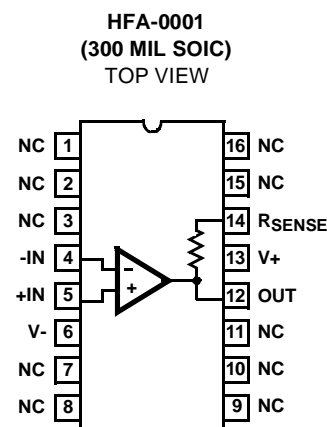 HFA-0001
(300 MIL SOIC)
TOP VIEW
NC 1 16 NC
NC 2 15 NC
NC 3 14 RSENSE
-IN 4 - 13 V+
+IN 5 + 12 OUT
V- 6 11 NC
NC 7 10 NC
NC 8 9 NC